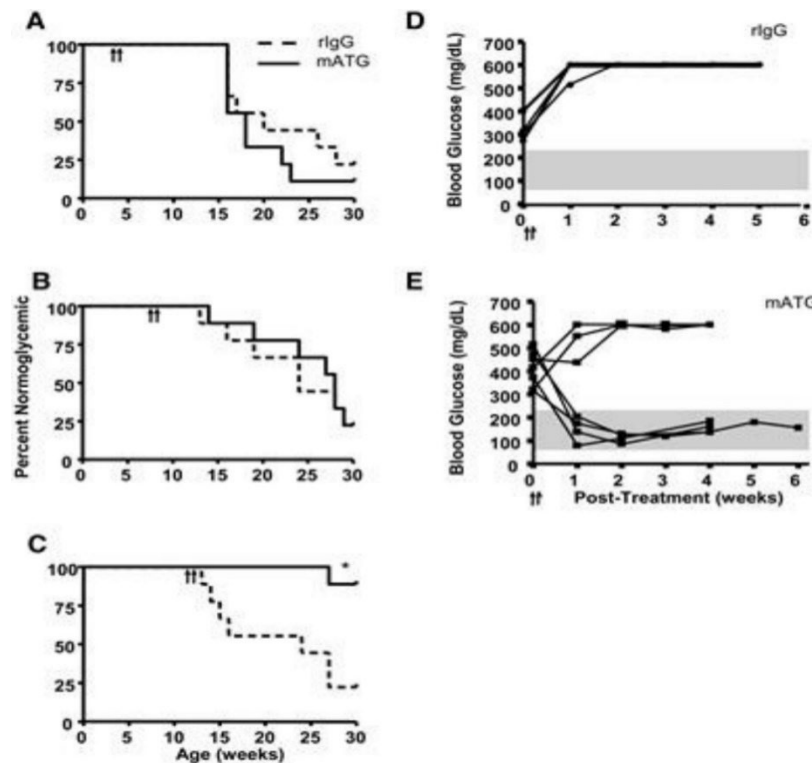 A
100
75
50
25
0
0 5 10 15 20 25 30
rIgG
mATG
B
Percent Normoglycemic
100
75
50
25
0
0 5 10 15 20 25 30
C
100
75
50
25
0
*
0 5 10 15 20 25 30
Age (weeks)
D
rIgG
Blood Glucose (mg/dL)
700
600
500
400
300
200
100
0
0 1 2 3 4 5 6
E
mATG
Blood Glucose (mg/dL)
700
600
500
400
300
200
100
0
0 1 2 3 4 5 6
Post-Treatment (weeks)